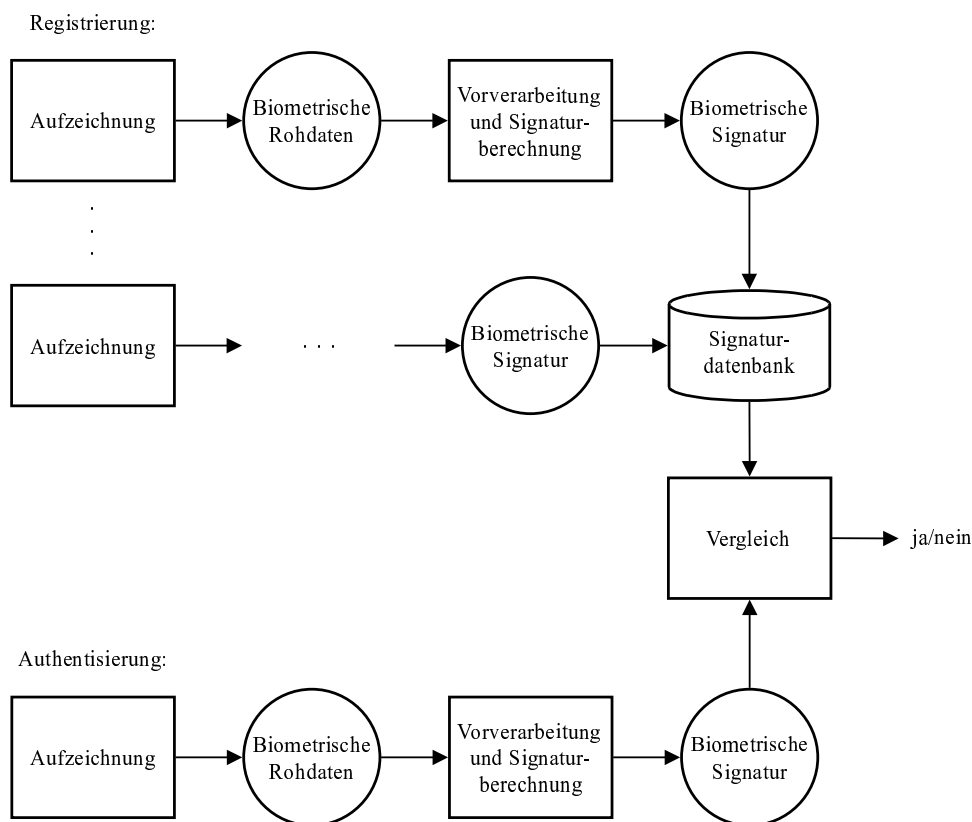 Registrierung:
Aufzeichnung
Biometrische
Rohdaten
Vorverarbeitung
und Signatur-
berechnung
Biometrische
Signatur
.
.
.
Aufzeichnung
. . .
Biometrische
Signatur
Signatur-
datenbank
Vergleich
ja/nein
Authentisierung:
Aufzeichnung
Biometrische
Rohdaten
Vorverarbeitung
und Signatur-
berechnung
Biometrische
Signatur